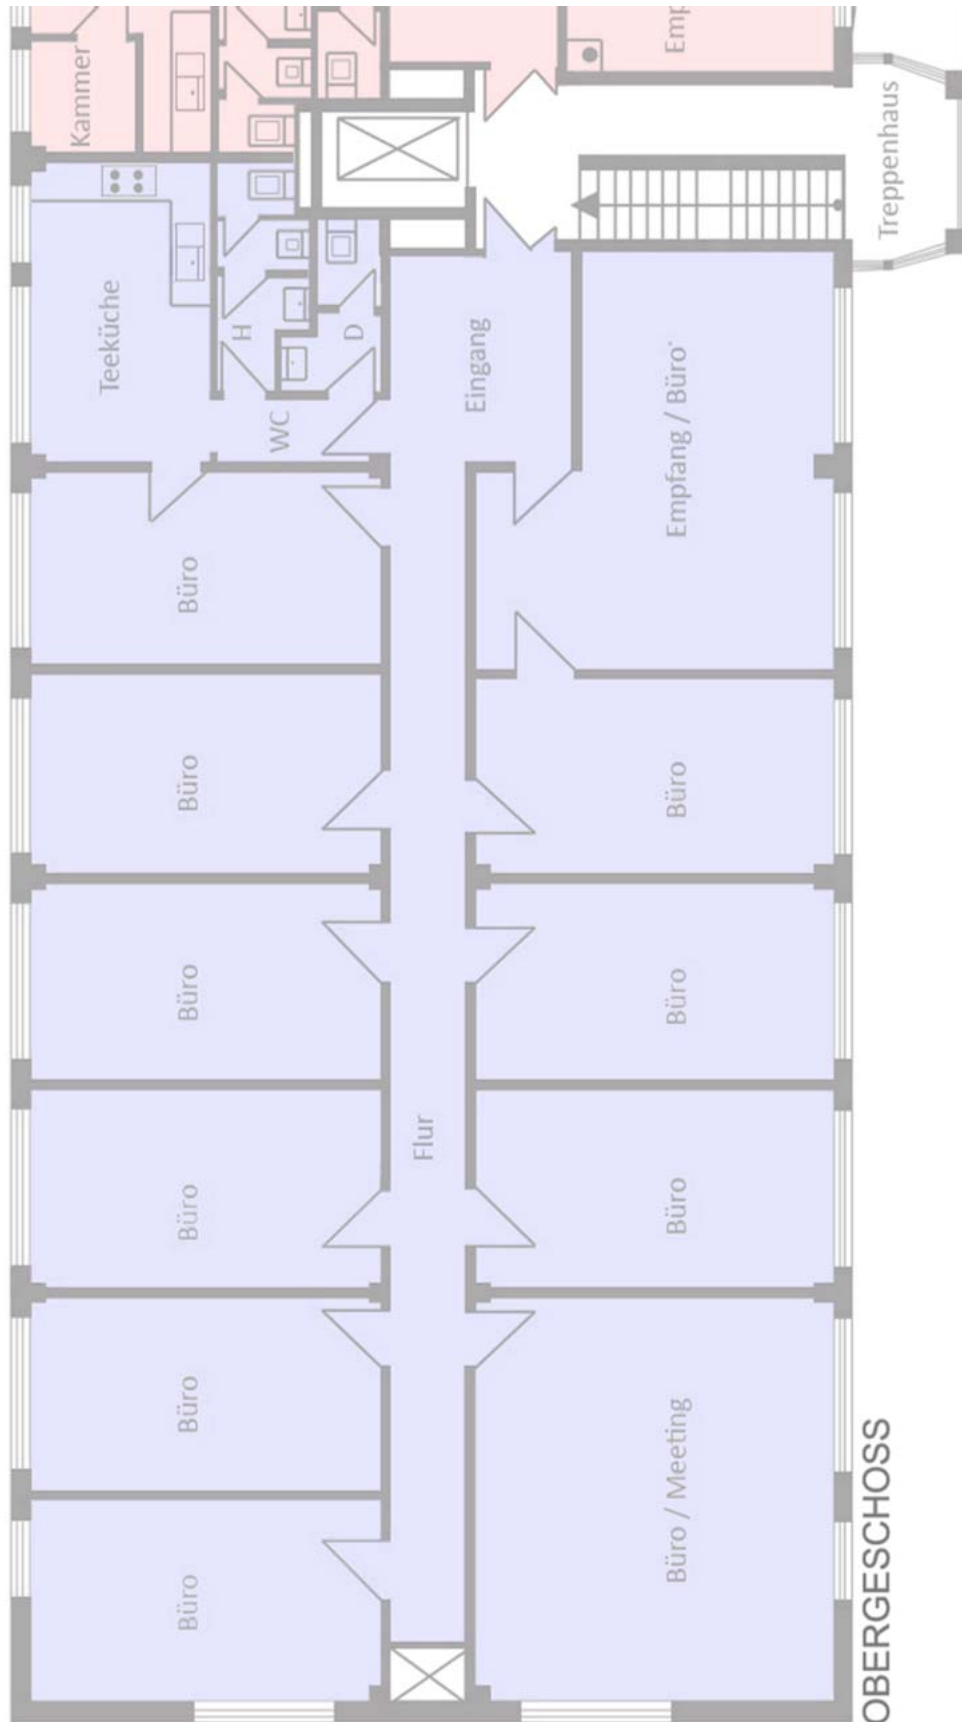 Kammer
Emp
Treppenhaus
Teeküche
H
D
WC
Eingang
Empfang / Büro
Büro
Büro
Büro
Büro
Büro
Flur
Büro
Büro
Büro
Büro / Meeting
Büro
OBERGESCHOSS